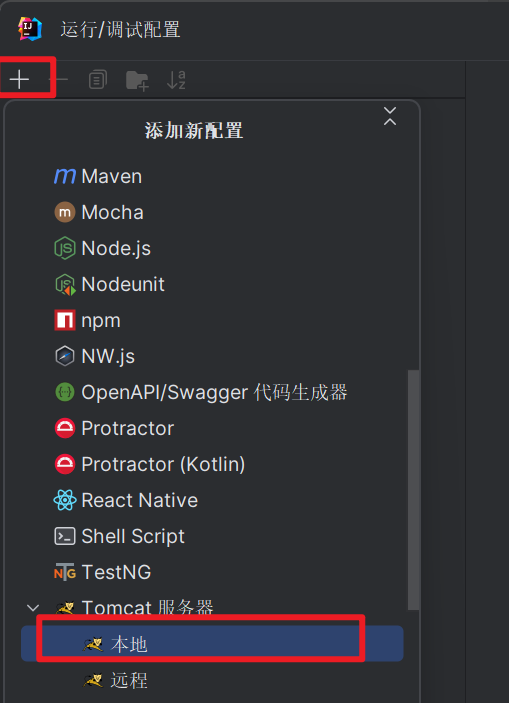 运行/调试配置
添加新配置
Maven
Mocha
Node.js
Nodeunit
npm
NW.js
OpenAPI/Swagger 代码生成器
Protractor
Protractor (Kotlin)
React Native
Shell Script
TestNG
Tomcat 服务器
本地
远程